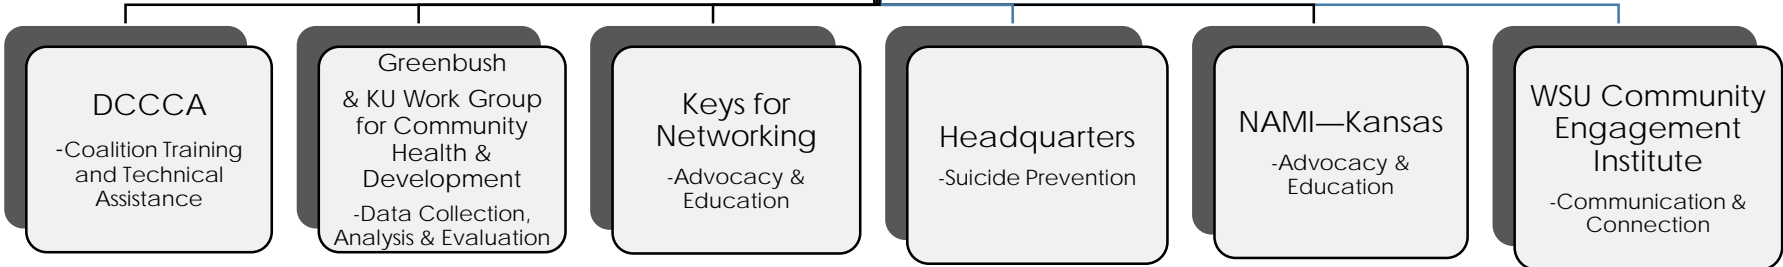 DCCCA
-Coalition Training
and Technical
Assistance
Greenbush
& KU Work Group
for Community
Health &
Development
-Data Collection,
Analysis & Evaluation
Keys for
Networking
-Advocacy &
Education
Headquarters
-Suicide Prevention
NAMI—Kansas
-Advocacy &
Education
WSU Community
Engagement
Institute
-Communication &
Connection